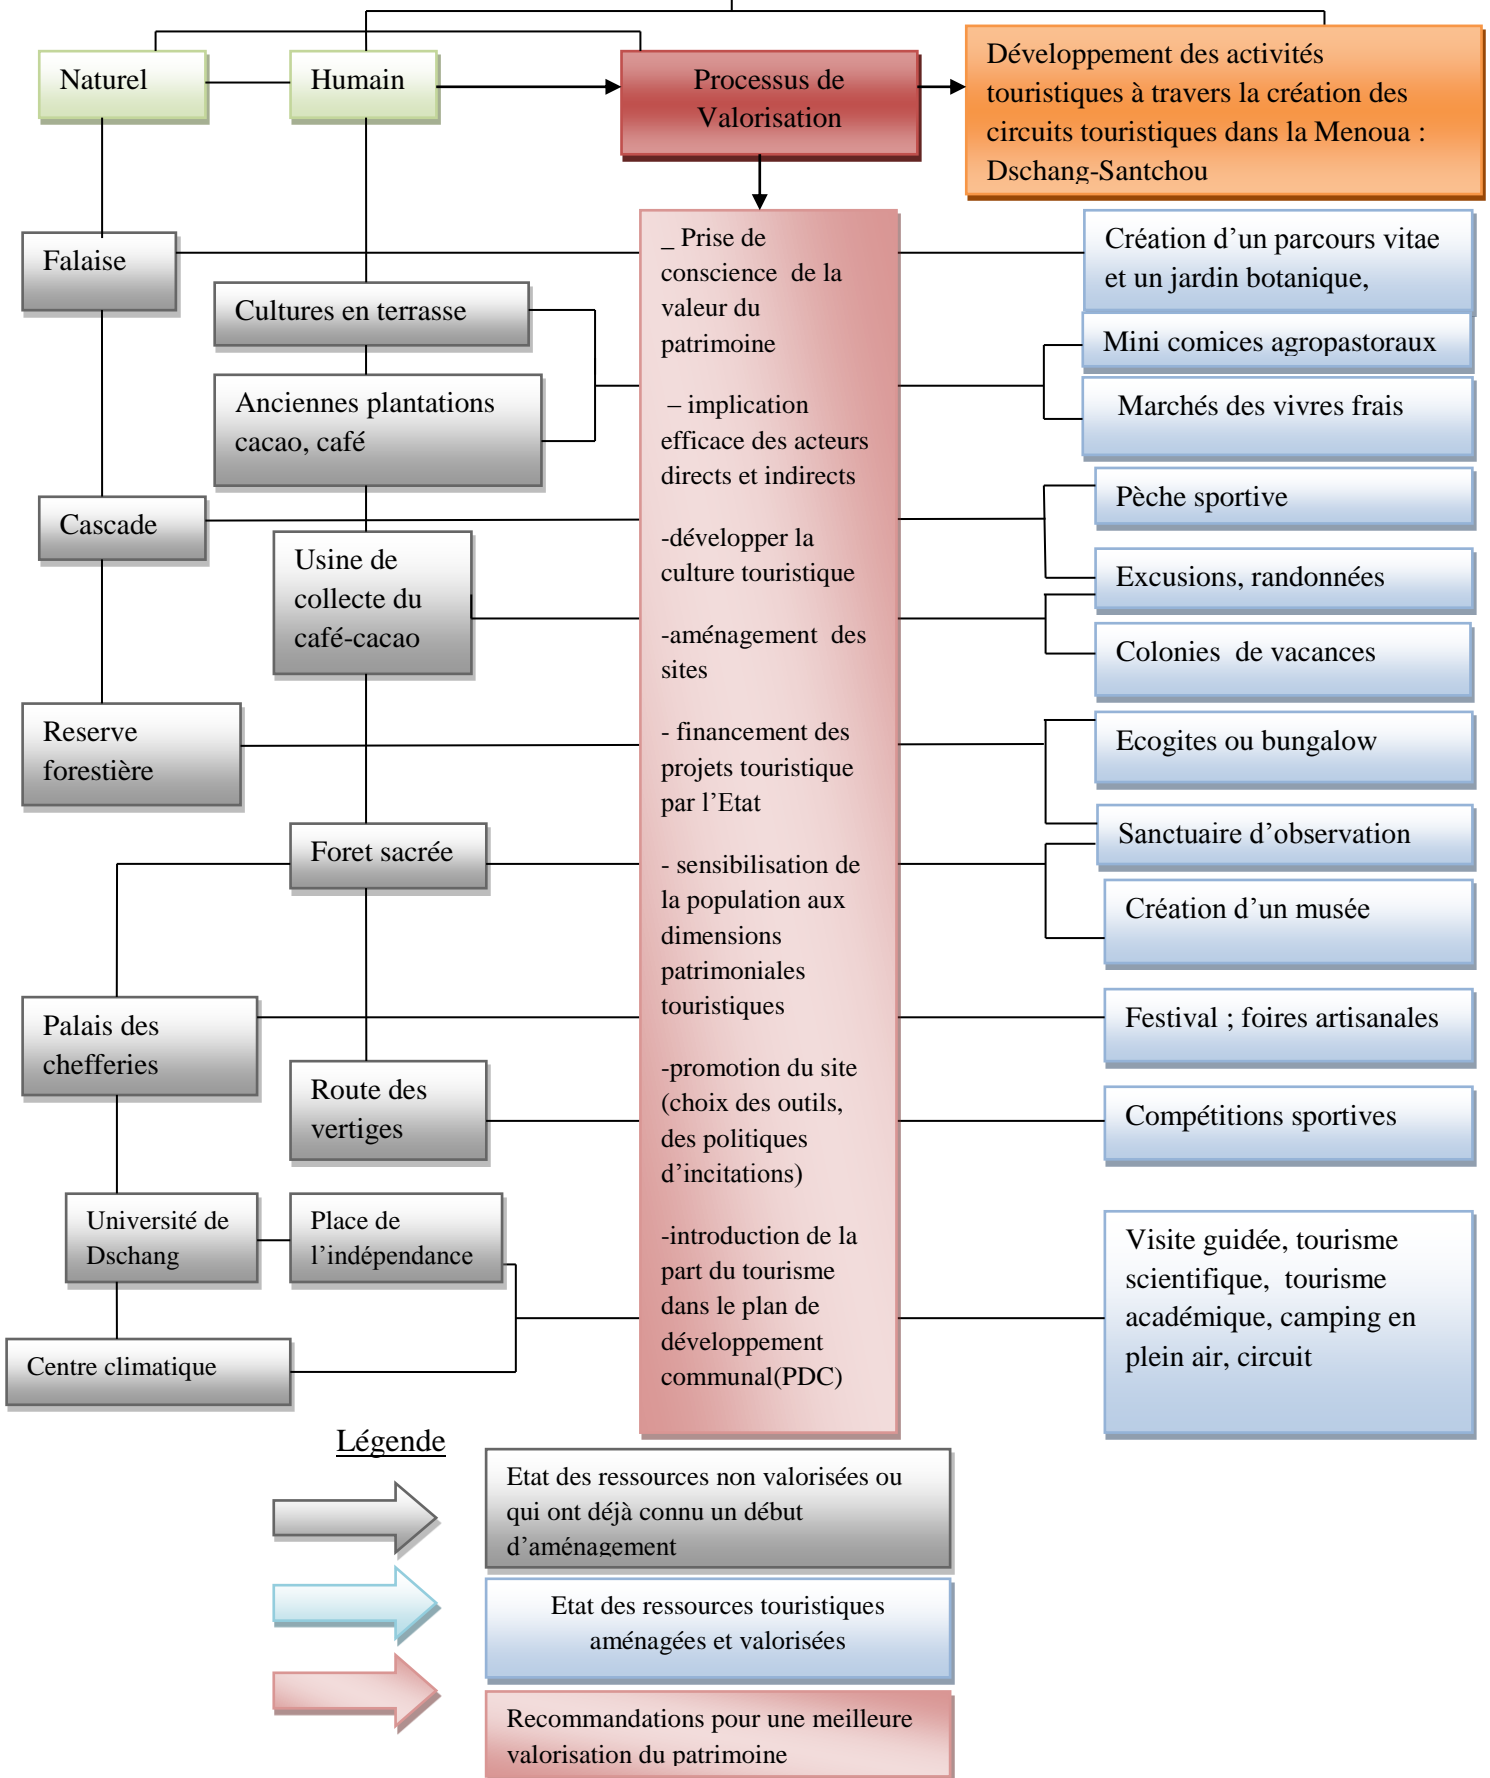 Naturel
Humain
Processus de
Valorisation
Développement des activités
touristiques à travers la création des
circuits touristiques dans la Menoua :
Dschang-Santchou
Falaise
Cultures en terrasse
Anciennes plantations
cacao, café
Cascade
Usine de
collecte du
café-cacao
Reserve
forestière
Foret sacrée
Palais des
chefferies
Route des
vertiges
Université de
Dschang
Place de
l’indépendance
Centre climatique
_ Prise de
conscience de la
valeur du
patrimoine
– implication
efficace des acteurs
directs et indirects
-développer la
culture touristique
-aménagement des
sites
- financement des
projets touristique
par l’Etat
- sensibilisation de
la population aux
dimensions
patrimoniales
touristiques
-promotion du site
(choix des outils,
des politiques
d’incitations)
-introduction de la
part du tourisme
dans le plan de
développement
communal(PDC)
Création d’un parcours vitae
et un jardin botanique,
Mini comices agropastoraux
Marchés des vivres frais
Pèche sportive
Excusions, randonnées
Colonies de vacances
Ecogites ou bungalow
Sanctuaire d’observation
Création d’un musée
Festival ; foires artisanales
Compétitions sportives
Visite guidée, tourisme
scientifique, tourisme
académique, camping en
plein air, circuit
Légende
Etat des ressources non valorisées ou
qui ont déjà connu un début
d’aménagement
Etat des ressources touristiques
aménagées et valorisées
Recommandations pour une meilleure
valorisation du patrimoine